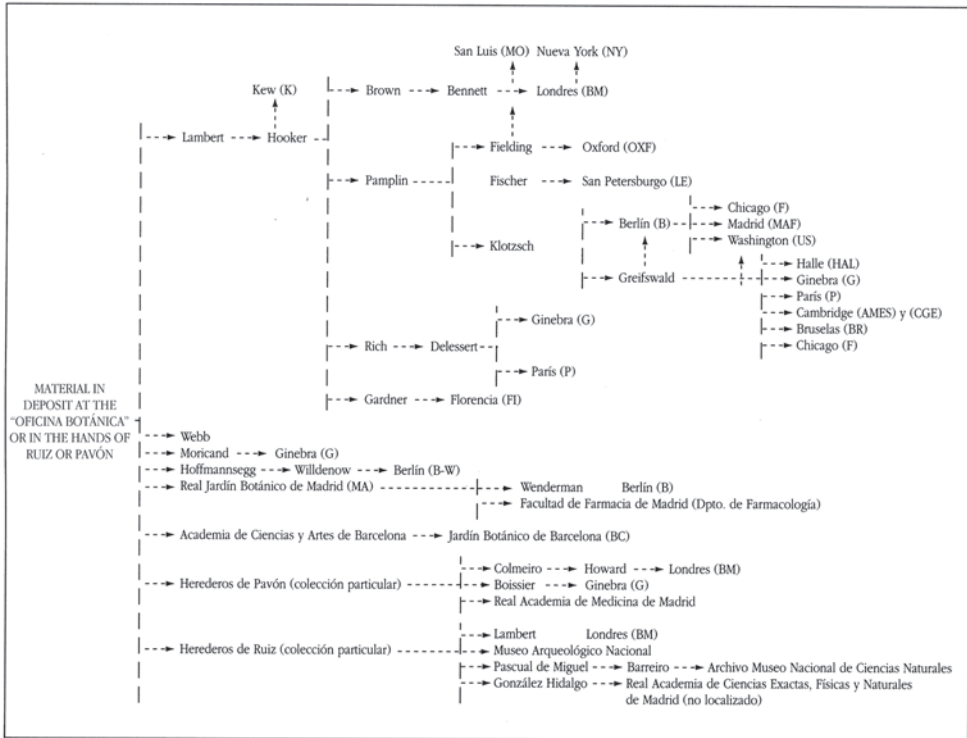 San Luis (MO) Nueva York (NY)
Kew (K)
Brown Bennett Londres (BM)
Lambert Hooker
Fielding Oxford (OXF)
Pamplin Fischer San Petersburgo (LE)
Chicago (F)
Berlín (B) Madrid (MAF)
Washington (US)
Klotzsch
Halle (HAL)
Greifswald Ginebra (G)
París (P)
Ginebra (G) Cambridge (AMES) y (CGE)
Bruselas (BR)
Rich Delessert Chicago (F)
París (P)
MATERIAL IN
DEPOSIT AT THE
"OFICINA BOTÁNICA"
OR IN THE HANDS OF
RUIZ OR PAVÓN
Gardner Florencia (FI)
Webb
Moricand Ginebra (G)
Hoffmannsegg Willdenow Berlín (B-W)
Real Jardín Botánico de Madrid (MA) Wenderman Berlín (B)
Facultad de Farmacia de Madrid (Dpto. de Farmacología)
Academia de Ciencias y Artes de Barcelona Jardín Botánico de Barcelona (BC)
Colmeiro Howard Londres (BM)
Herederos de Pavón (colección particular) Boissier Ginebra (G)
Real Academia de Medicina de Madrid
Lambert Londres (BM)
Herederos de Ruiz (colección particular) Museo Arqueológico Nacional
Pascual de Miguel Barreiro Archivo Museo Nacional de Ciencias Naturales
González Hidalgo Real Academia de Ciencias Exactas, Físicas y Naturales
de Madrid (no localizado)